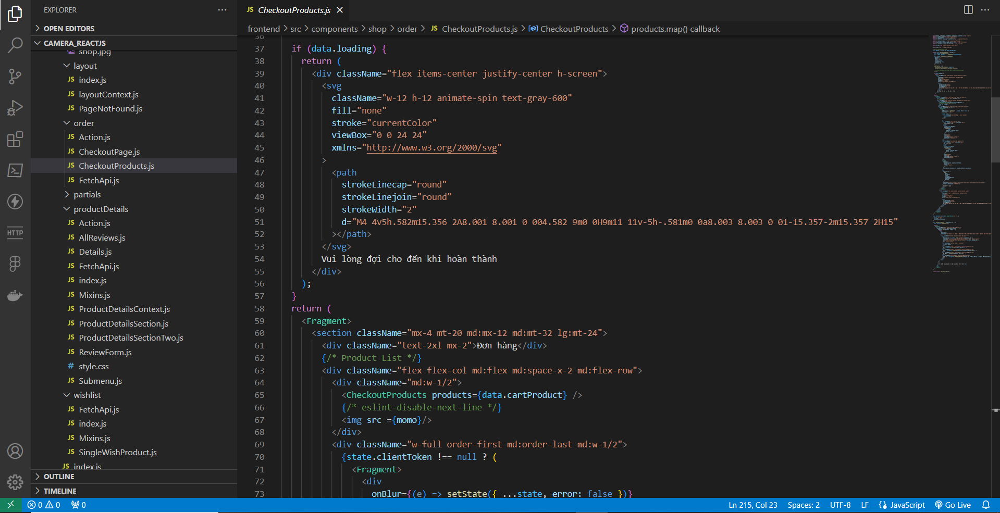 EXPLORER
OPEN EDITORS
CAMERA_REACTJS
shop.jpg
layout
JS index.js
JS layoutContext.js
JS PageNotFound.js
order
JS Action.js
JS CheckoutPage.js
JS CheckoutProducts.js
JS FetchApi.js
partials
productDetails
JS Action.js
JS AllReviews.js
JS Details.js
JS FetchApi.js
JS index.js
JS Mixins.js
JS ProductDetailsContext.js
JS ProductDetailsSection.js
JS ProductDetailsSectionTwo.js
JS ReviewForm.js
# style.css
JS Submenu.js
wishlist
JS FetchApi.js
JS index.js
JS Mixins.js
JS SingleWishProduct.js
JS index.js
OUTLINE
TIMELINE
HTTP
JS CheckoutProducts.js
frontend > src > components > shop > order > JS CheckoutProducts.js > CheckoutProducts > products.map() callback
36
37 if (data.loading) {
38 return (
39 <div className="flex items-center justify-center h-screen">
40 <svg
41 className="w-12 h-12 animate-spin text-gray-600"
42 fill="none"
43 stroke="currentColor"
44 viewBox="0 0 24 24"
45 xmlns="http://www.w3.org/2000/svg"
46 >
47 <path
48 strokeLinecap="round"
49 strokeLinejoin="round"
50 strokeWidth="2"
51 d="M4 4v5h.582m15.356 2A8.001 8.001 0 004.582 9m0 0H9m11 11v-5h-.581m0 0a8.003 8.003 0 01-15.357-2m15.357 2H15"
52 ></path>
53 </svg>
54 Vui lòng đợi cho đến khi hoàn thành
55 </div>
56 );
57 }
58 return (
59 <Fragment>
60 <section className="mx-4 mt-20 md:mx-12 md:mt-32 lg:mt-24">
61 <div className="text-2xl mx-2">Đơn hàng</div>
62 {/* Product List */}
63 <div className="flex flex-col md:flex md:space-x-2 md:flex-row">
64 <div className="md:w-1/2">
65 <CheckoutProducts products={data.cartProduct} />
66 {/* eslint-disable-next-line */}
67 <img src ={momo}/>
68 </div>
69 <div className="w-full order-first md:order-last md:w-1/2">
70 {state.clientToken !== null ? (
71 <Fragment>
72 <div
73 onBlur={(e) => setState({ ...state, error: false })}
0 0 0
Ln 215, Col 23 Spaces: 2 UTF-8 LF JavaScript Go Live